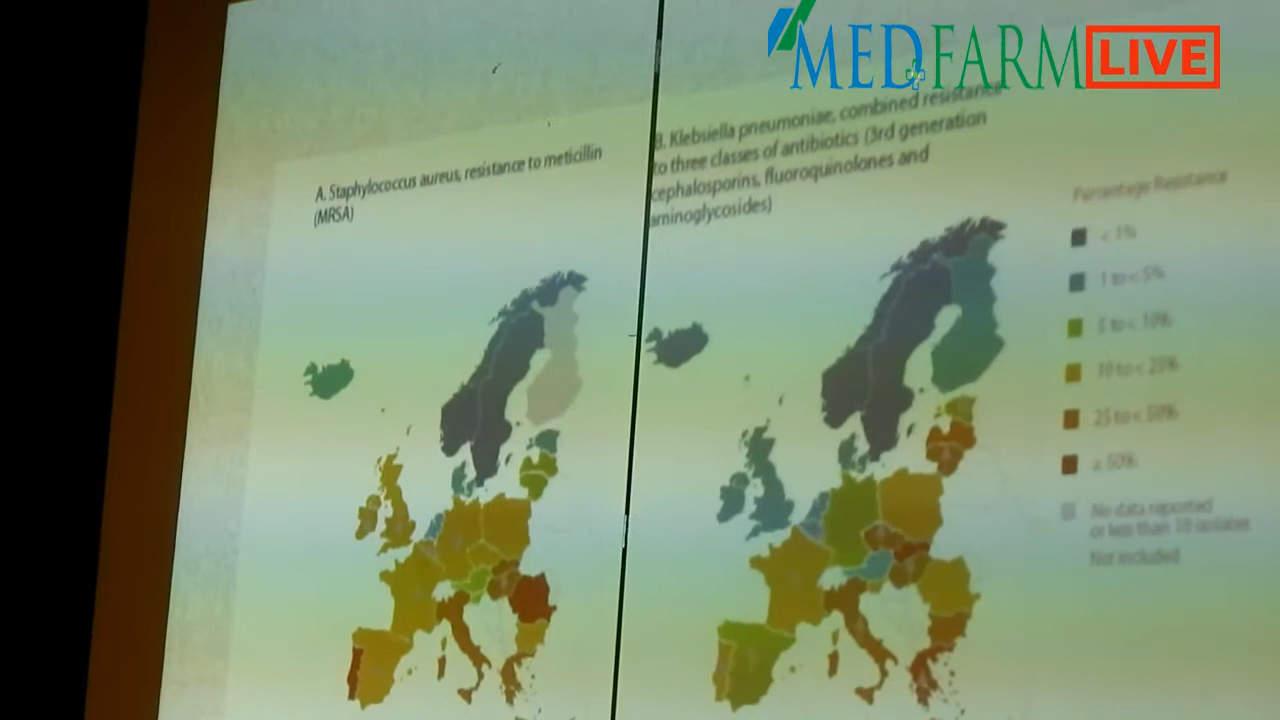 MEDFARM LIVE
A. Staphylococcus aureus, resistance to meticillin
(MRSA)
B. Klebsiella pneumoniae, combined resistance
to three classes of antibiotics (3rd generation
cephalosporins, fluoroquinolones and
aminoglycosides)
Percentage Resistance
< 1%
1 to < 5%
5 to < 10%
10 to < 25%
25 to < 50%
≥ 50%
No data reported
or less than 10 isolates
Not included